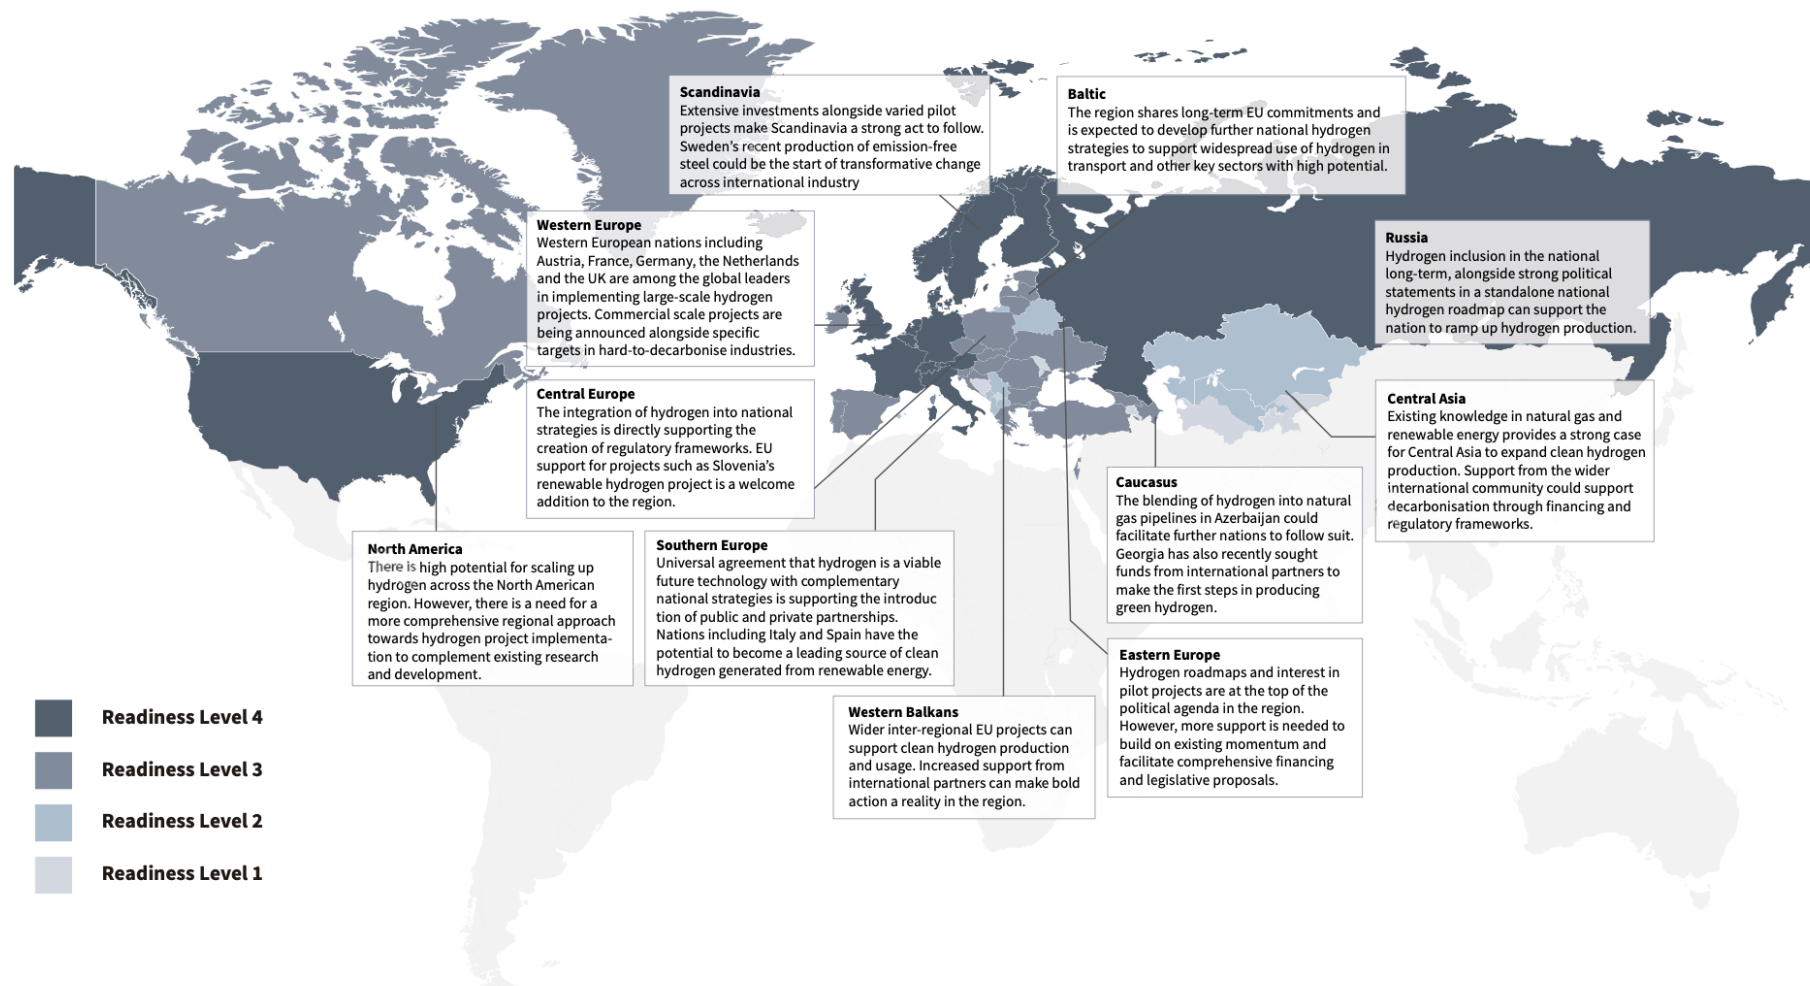 Scandinavia
Extensive investments alongside varied pilot
projects make Scandinavia a strong act to follow.
Sweden's recent production of emission-free
steel could be the start of transformative change
across international industry
Baltic
The region shares long-term EU commitments and
is expected to develop further national hydrogen
strategies to support widespread use of hydrogen in
transport and other key sectors with high potential.
Western Europe
Western European nations including
Austria, France, Germany, the Netherlands
and the UK are among the global leaders
in implementing large-scale hydrogen
projects. Commercial scale projects are
being announced alongside specific
targets in hard-to-decarbonise industries.
Russia
Hydrogen inclusion in the national
long-term, alongside strong political
statements in a standalone national
hydrogen roadmap can support the
nation to ramp up hydrogen production.
Central Europe
The integration of hydrogen into national
strategies is directly supporting the
creation of regulatory frameworks. EU
support for projects such as Slovenia's
renewable hydrogen project is a welcome
addition to the region.
Central Asia
Existing knowledge in natural gas and
renewable energy provides a strong case
for Central Asia to expand clean hydrogen
production. Support from the wider
international community could support
decarbonisation through financing and
regulatory frameworks.
Caucasus
The blending of hydrogen into natural
gas pipelines in Azerbaijan could
facilitate further nations to follow suit.
Georgia has also recently sought
funds from international partners to
make the first steps in producing
green hydrogen.
North America
There is high potential for scaling up
hydrogen across the North American
region. However, there is a need for a
more comprehensive regional approach
towards hydrogen project implementa-
tion to complement existing research
and development.
Southern Europe
Universal agreement that hydrogen is a viable
future technology with complementary
national strategies is supporting the introduc
tion of public and private partnerships.
Nations including Italy and Spain have the
potential to become a leading source of clean
hydrogen generated from renewable energy.
Eastern Europe
Hydrogen roadmaps and interest in
pilot projects are at the top of the
political agenda in the region.
However, more support is needed to
build on existing momentum and
facilitate comprehensive financing
and legislative proposals.
Western Balkans
Wider inter-regional EU projects can
support clean hydrogen production
and usage. Increased support from
international partners can make bold
action a reality in the region.
Readiness Level 4
Readiness Level 3
Readiness Level 2
Readiness Level 1